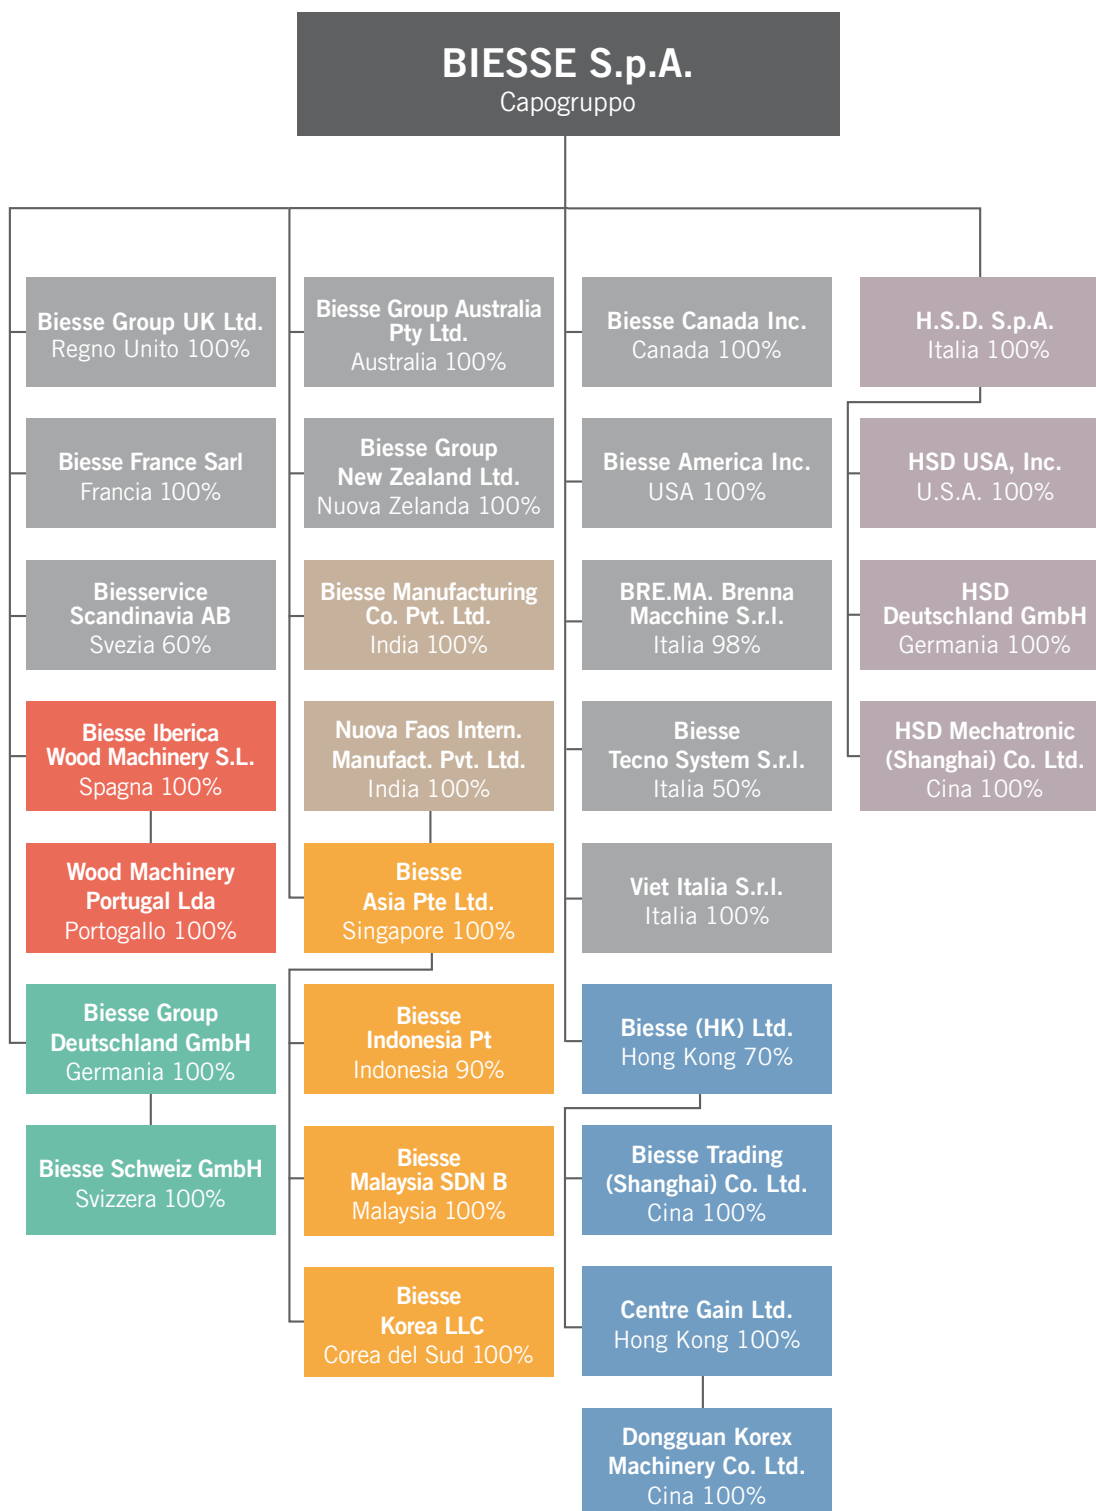 BIESSE S.p.A.
Capogruppo
Biesse Group UK Ltd.
Regno Unito 100%
Biesse France Sarl
Francia 100%
Biesservice
Scandinavia AB
Svezia 60%
Biesse Iberica
Wood Machinery S.L.
Spagna 100%
Wood Machinery
Portugal Lda
Portogallo 100%
Biesse Group
Deutschland GmbH
Germania 100%
Biesse Schweiz GmbH
Svizzera 100%
Biesse Group Australia
Pty Ltd.
Australia 100%
Biesse Group
New Zealand Ltd.
Nuova Zelanda 100%
Biesse Manufacturing
Co. Pvt. Ltd.
India 100%
Nuova Faos Intern.
Manufact. Pvt. Ltd.
India 100%
Biesse
Asia Pte Ltd.
Singapore 100%
Biesse
Indonesia Pt
Indonesia 90%
Biesse
Malaysia SDN B
Malaysia 100%
Biesse
Korea LLC
Corea del Sud 100%
Biesse Canada Inc.
Canada 100%
Biesse America Inc.
USA 100%
BRE.MA. Brenna
Macchine S.r.l.
Italia 98%
Biesse
Tecno System S.r.l.
Italia 50%
Viet Italia S.r.l.
Italia 100%
Biesse (HK) Ltd.
Hong Kong 70%
Biesse Trading
(Shanghai) Co. Ltd.
Cina 100%
Centre Gain Ltd.
Hong Kong 100%
Dongguan Korex
Machinery Co. Ltd.
Cina 100%
H.S.D. S.p.A.
Italia 100%
HSD USA, Inc.
U.S.A. 100%
HSD
Deutschland GmbH
Germania 100%
HSD Mechatronic
(Shanghai) Co. Ltd.
Cina 100%